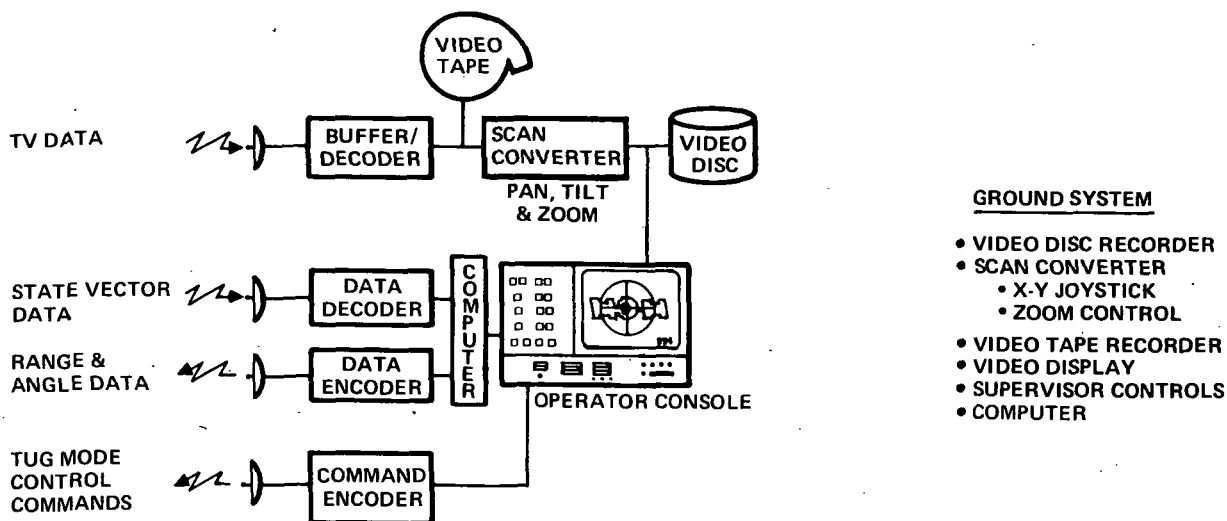 VIDEO
TAPE
TV DATA
BUFFER/
DECODER
SCAN
CONVERTER
VIDEO
DISC
PAN, TILT
& ZOOM
STATE VECTOR
DATA
DATA
DECODER
COMPUTER
RANGE &
ANGLE DATA
DATA
ENCODER
OPERATOR CONSOLE
TUG MODE
CONTROL
COMMANDS
COMMAND
ENCODER
GROUND SYSTEM
• VIDEO DISC RECORDER
• SCAN CONVERTER
• X-Y JOYSTICK
• ZOOM CONTROL
• VIDEO TAPE RECORDER
• VIDEO DISPLAY
• SUPERVISOR CONTROLS
• COMPUTER